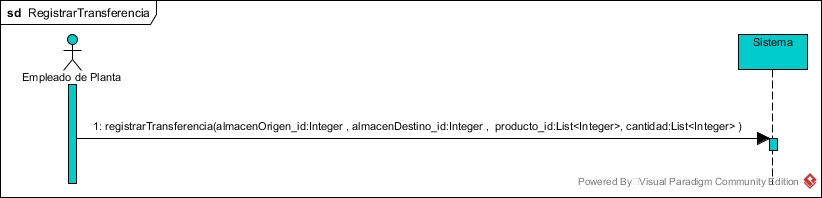 sd RegistrarTransferencia
Sistema
Empleado de Planta
1: registrarTransferencia(almacenOrigen_id:Integer , almacenDestino_id:Integer , producto_id:List<Integer>, cantidad:List<Integer> )
Powered By Visual Paradigm Community Edition